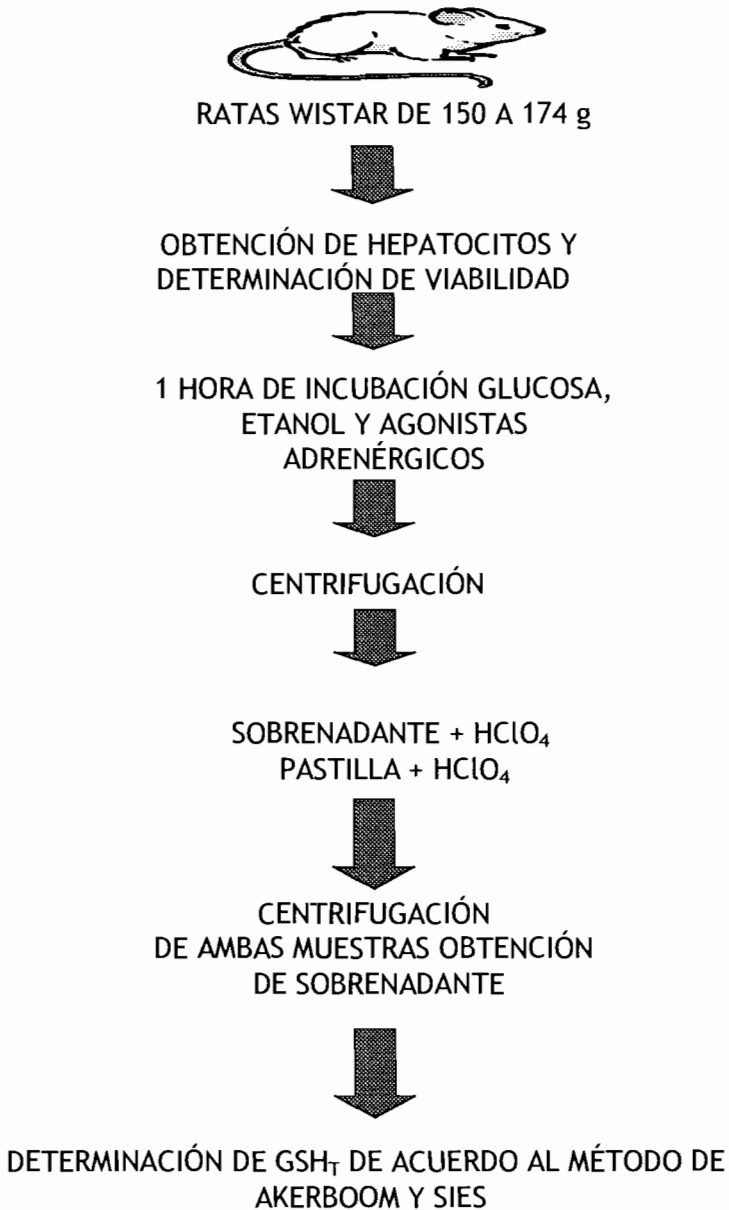 RATAS WISTAR DE 150 A 174 g
OBTENCIÓN DE HEPATOCITOS Y
DETERMINACIÓN DE VIABILIDAD
1 HORA DE INCUBACIÓN GLUCOSA,
ETANOL Y AGONISTAS
ADRENÉRGICOS
CENTRIFUGACIÓN
SOBRENADANTE + HClO₄
PASTILLA + HClO₄
CENTRIFUGACIÓN
DE AMBAS MUESTRAS OBTENCIÓN
DE SOBRENADANTE
DETERMINACIÓN DE GSH_T DE ACUERDO AL MÉTODO DE
AKERBOOM Y SIES